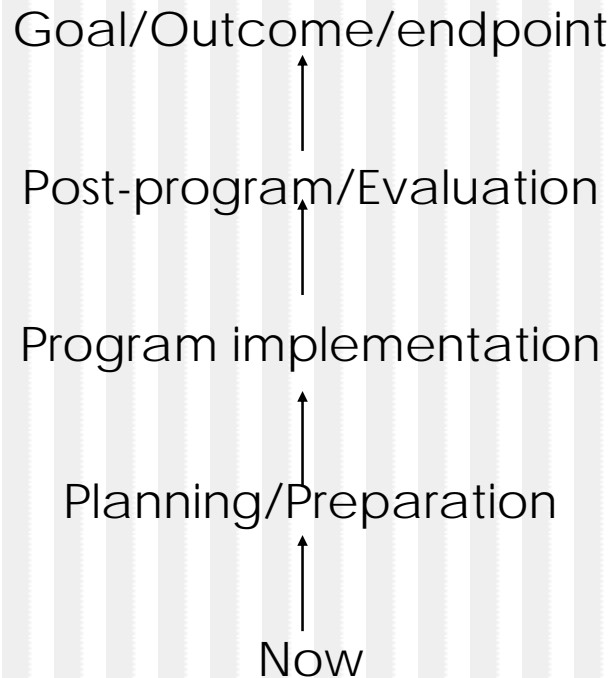 Goal/Outcome/endpoint
Post-program/Evaluation
Program implementation
Planning/Preparation
Now